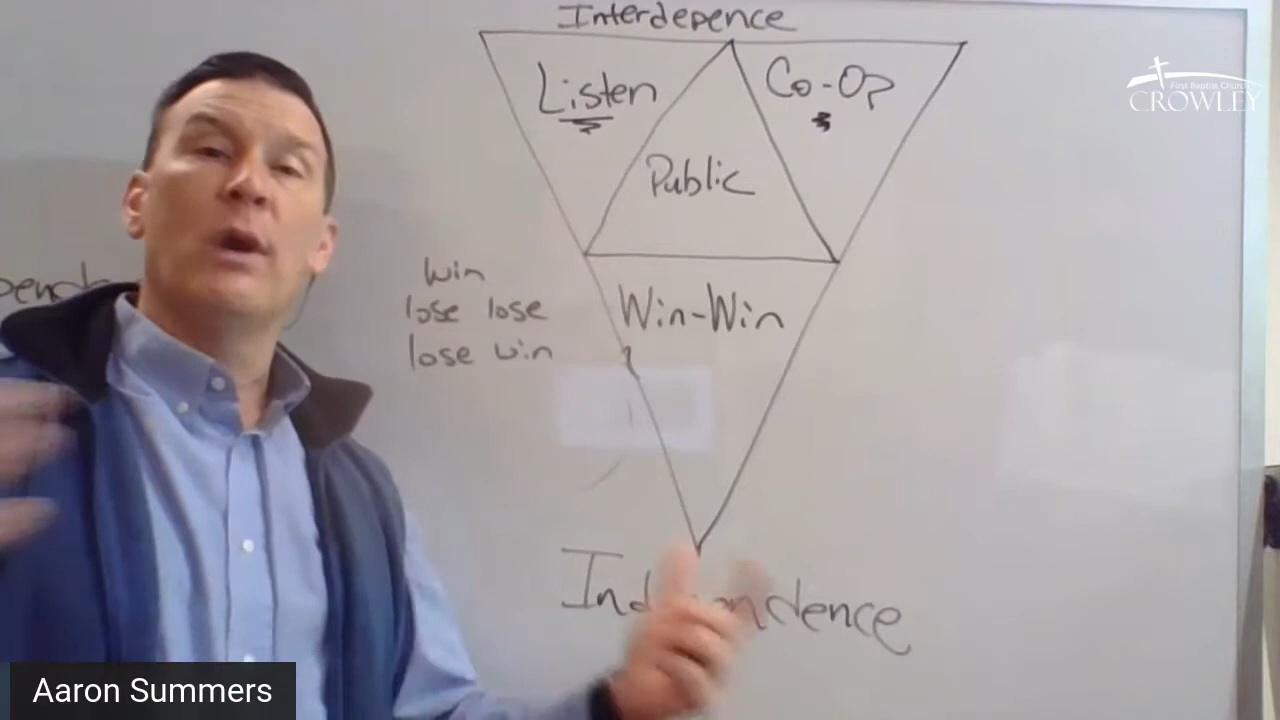 Interdepence
Listen
Co-Op
Public
win
lose lose
lose win
Win-Win
Independence
First Baptist Church
CROWLEY
Aaron Summers